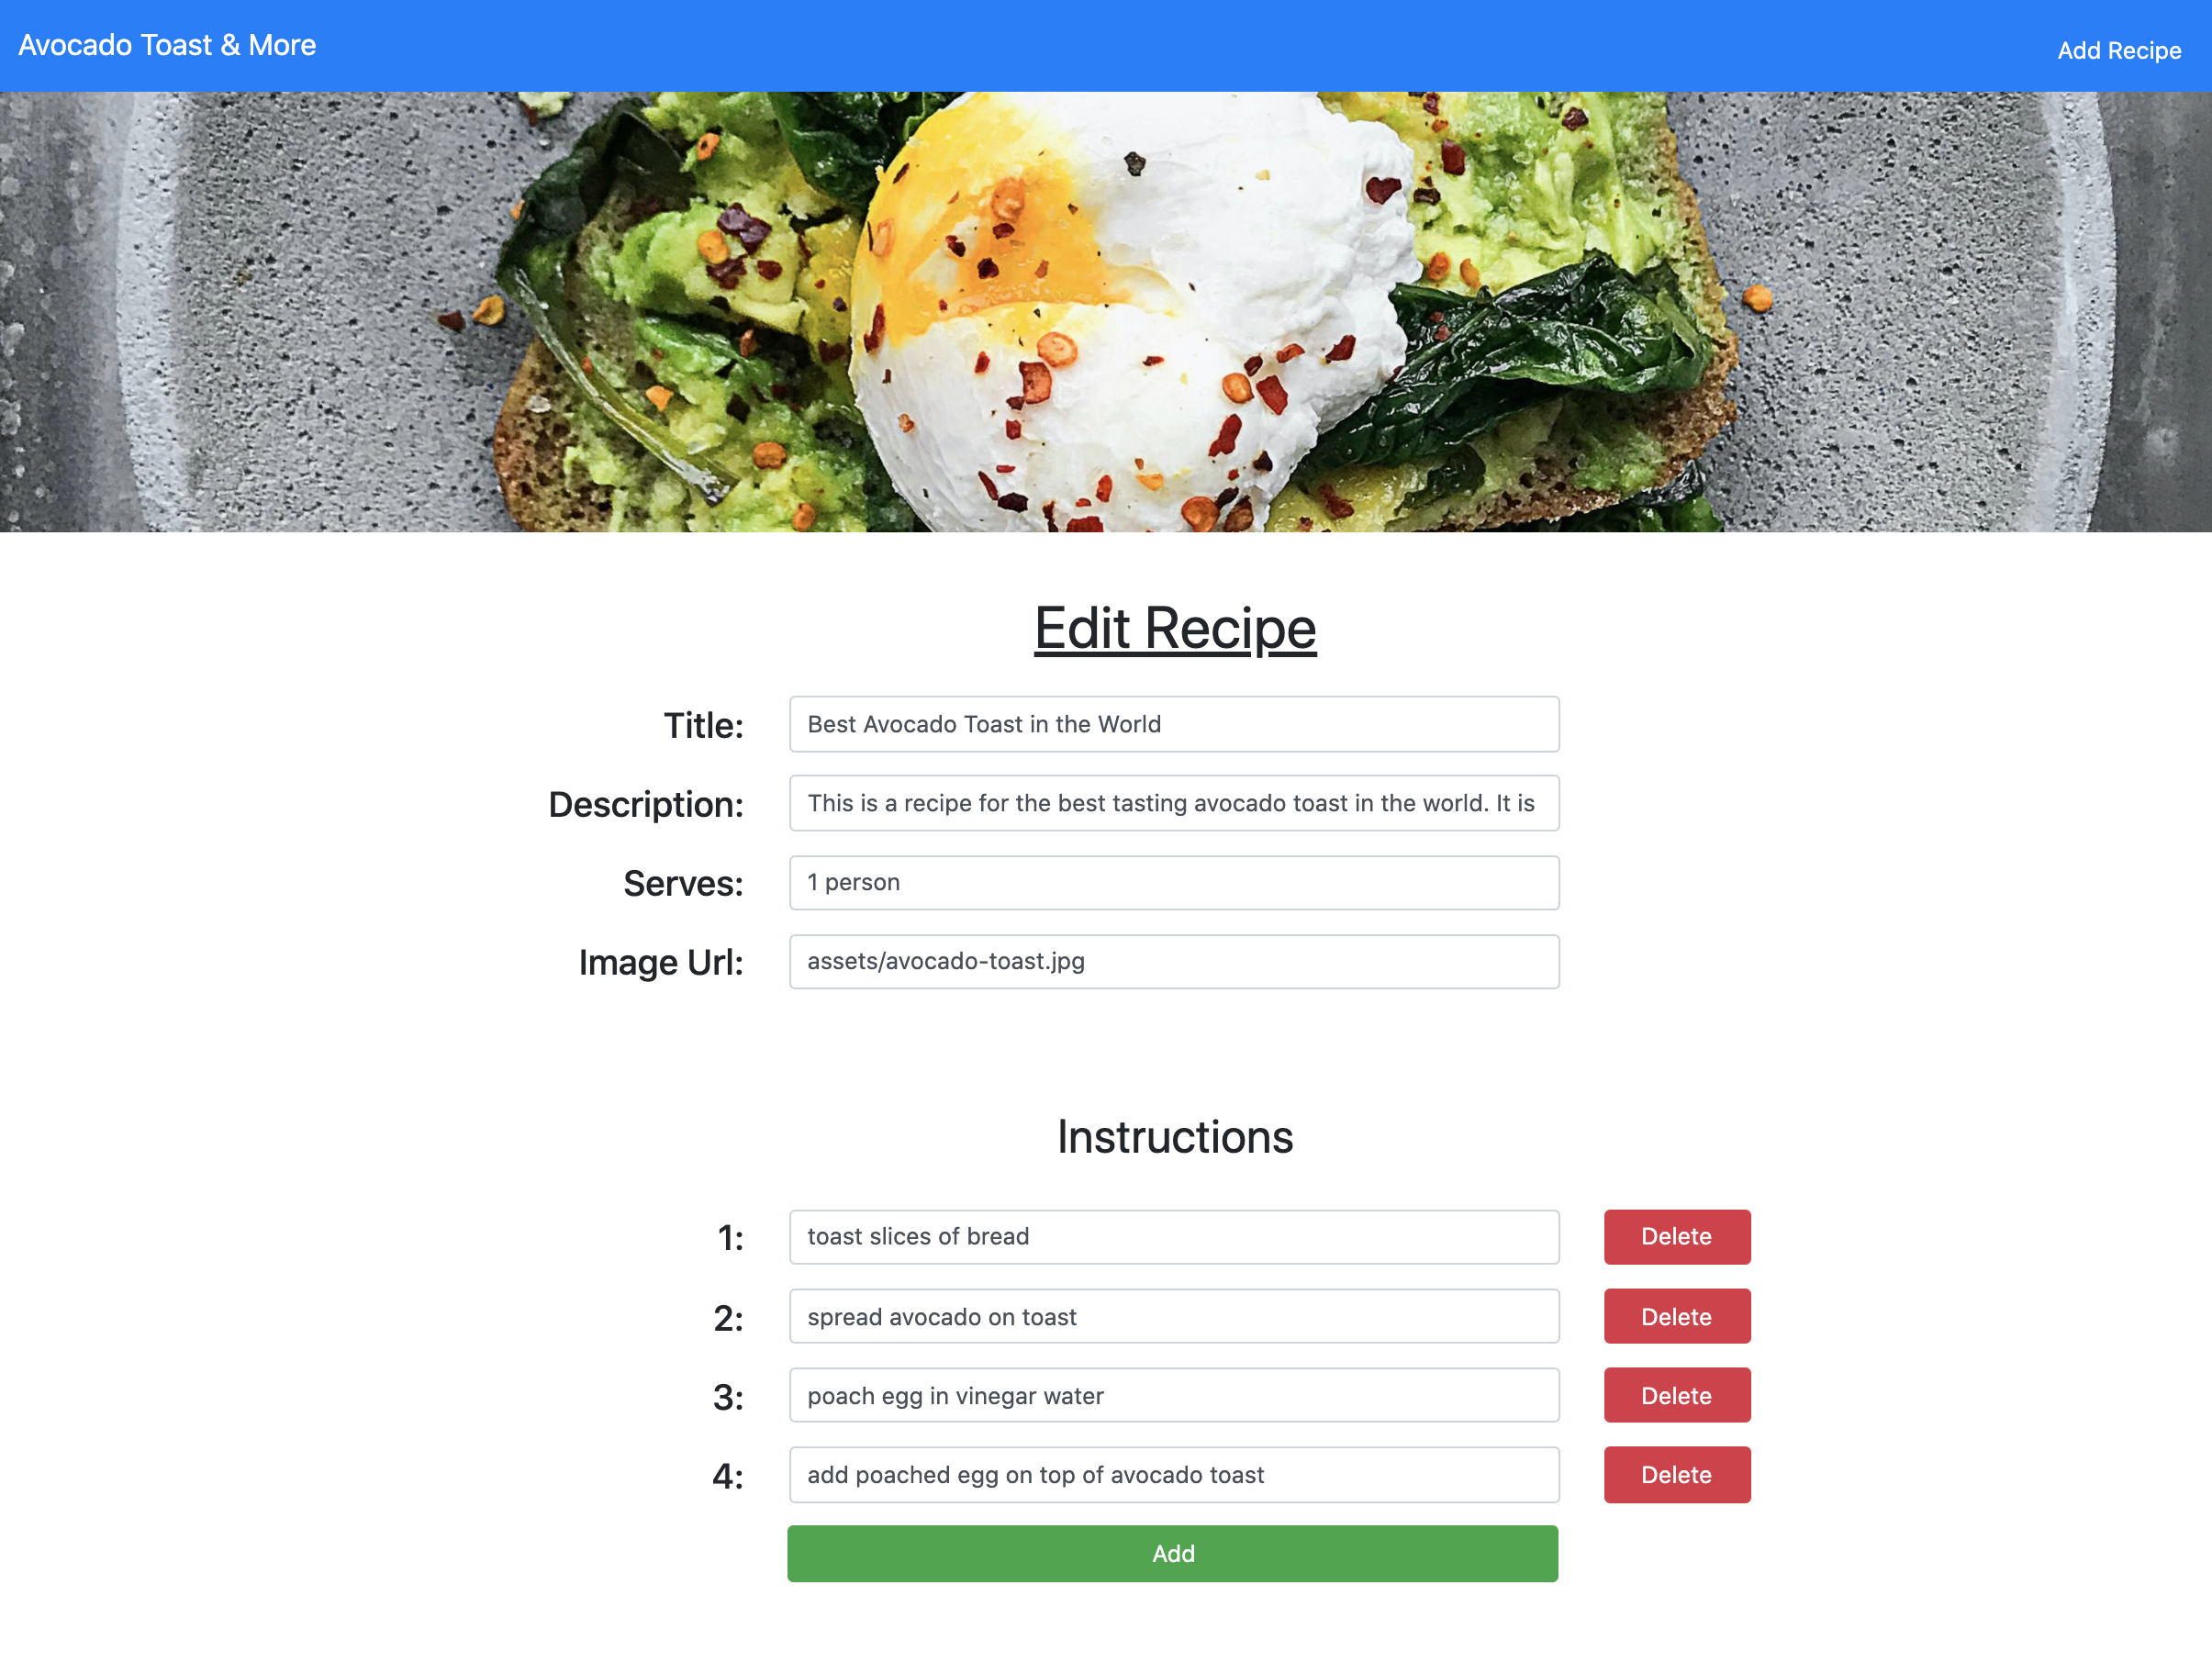 Avocado Toast & More
Add Recipe
Edit Recipe
Title:
Best Avocado Toast in the World
Description:
This is a recipe for the best tasting avocado toast in the world. It is
Serves:
1 person
Image Url:
assets/avocado-toast.jpg
Instructions
1:
toast slices of bread
Delete
2:
spread avocado on toast
Delete
3:
poach egg in vinegar water
Delete
4:
add poached egg on top of avocado toast
Delete
Add